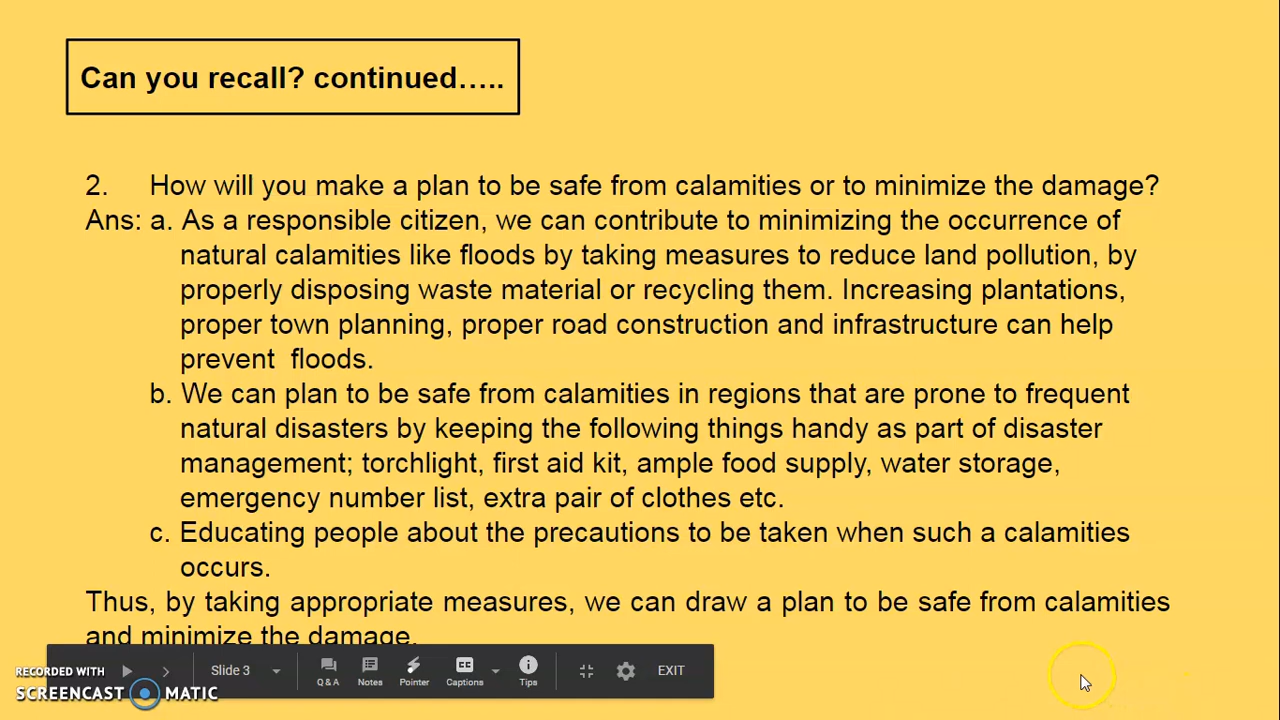 Can you recall? continued…..
2. How will you make a plan to be safe from calamities or to minimize the damage?
Ans: a. As a responsible citizen, we can contribute to minimizing the occurrence of
natural calamities like floods by taking measures to reduce land pollution, by
properly disposing waste material or recycling them. Increasing plantations,
proper town planning, proper road construction and infrastructure can help
prevent floods.
b. We can plan to be safe from calamities in regions that are prone to frequent
natural disasters by keeping the following things handy as part of disaster
management; torchlight, first aid kit, ample food supply, water storage,
emergency number list, extra pair of clothes etc.
c. Educating people about the precautions to be taken when such a calamities
occurs.
Thus, by taking appropriate measures, we can draw a plan to be safe from calamities
and minimize the damage.
Slide 3 Q & A Notes Pointer CC Captions Tips EXIT
RECORDED WITH
SCREENCAST MATIC